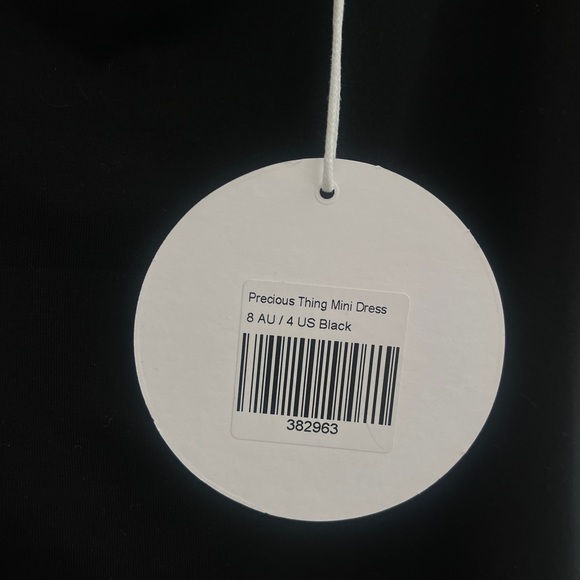 Precious Thing Mini Dress
8 AU / 4 US Black
382963